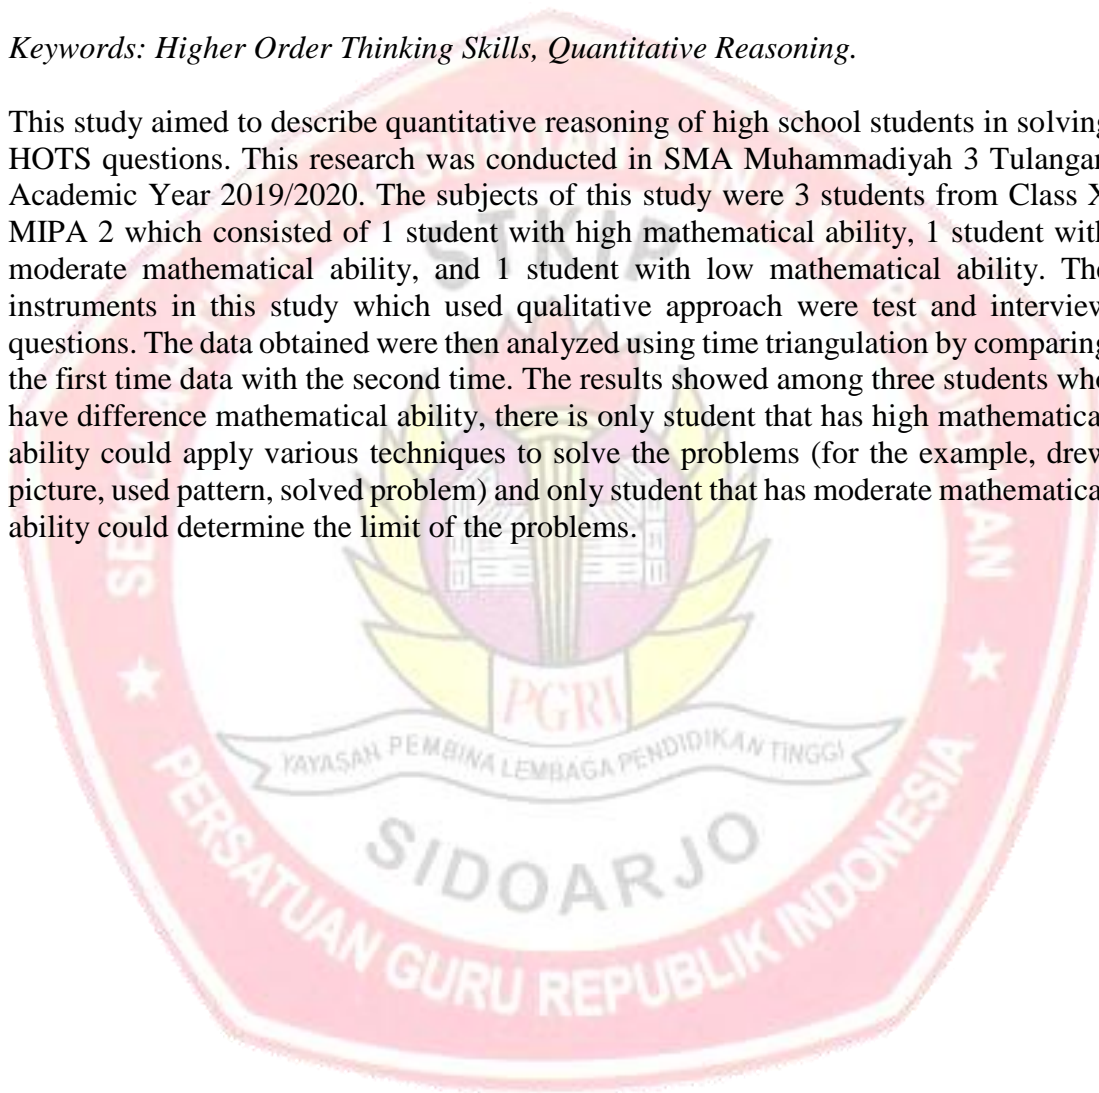 Keywords: Higher Order Thinking Skills, Quantitative Reasoning.
This study aimed to describe quantitative reasoning of high school students in solving
HOTS questions. This research was conducted in SMA Muhammadiyah 3 Tulangan
Academic Year 2019/2020. The subjects of this study were 3 students from Class X
MIPA 2 which consisted of 1 student with high mathematical ability, 1 student with
moderate mathematical ability, and 1 student with low mathematical ability. The
instruments in this study which used qualitative approach were test and interview
questions. The data obtained were then analyzed using time triangulation by comparing
the first time data with the second time. The results showed among three students who
have difference mathematical ability, there is only student that has high mathematica
ability could apply various techniques to solve the problems (for the example, drew
picture, used pattern, solved problem) and only student that has moderate mathematica
ability could determine the limit of the problems.
STKIP
PGRI
YAYASAN PEMBINA LEMBAGA PENDIDIKAN TINGGI
SIDOARJO
PERSATUAN GURU REPUBLIK INDONESIA